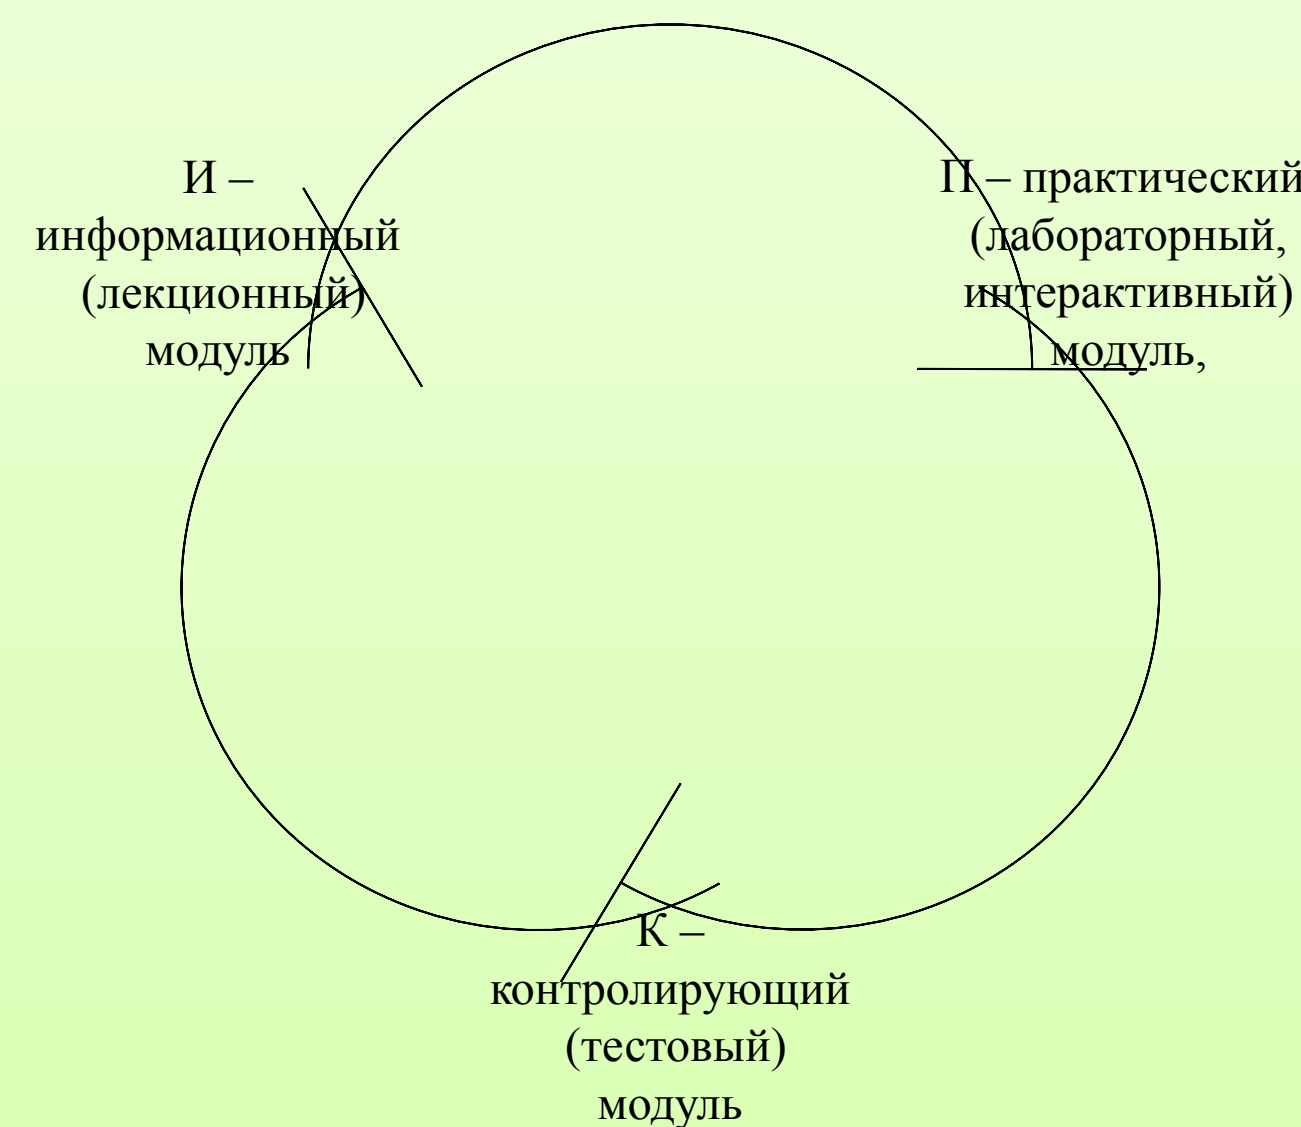 И –
информационный
(лекционный)
модуль
П – практический
(лабораторный,
интерактивный)
модуль,
К –
контролирующий
(тестовый)
модуль